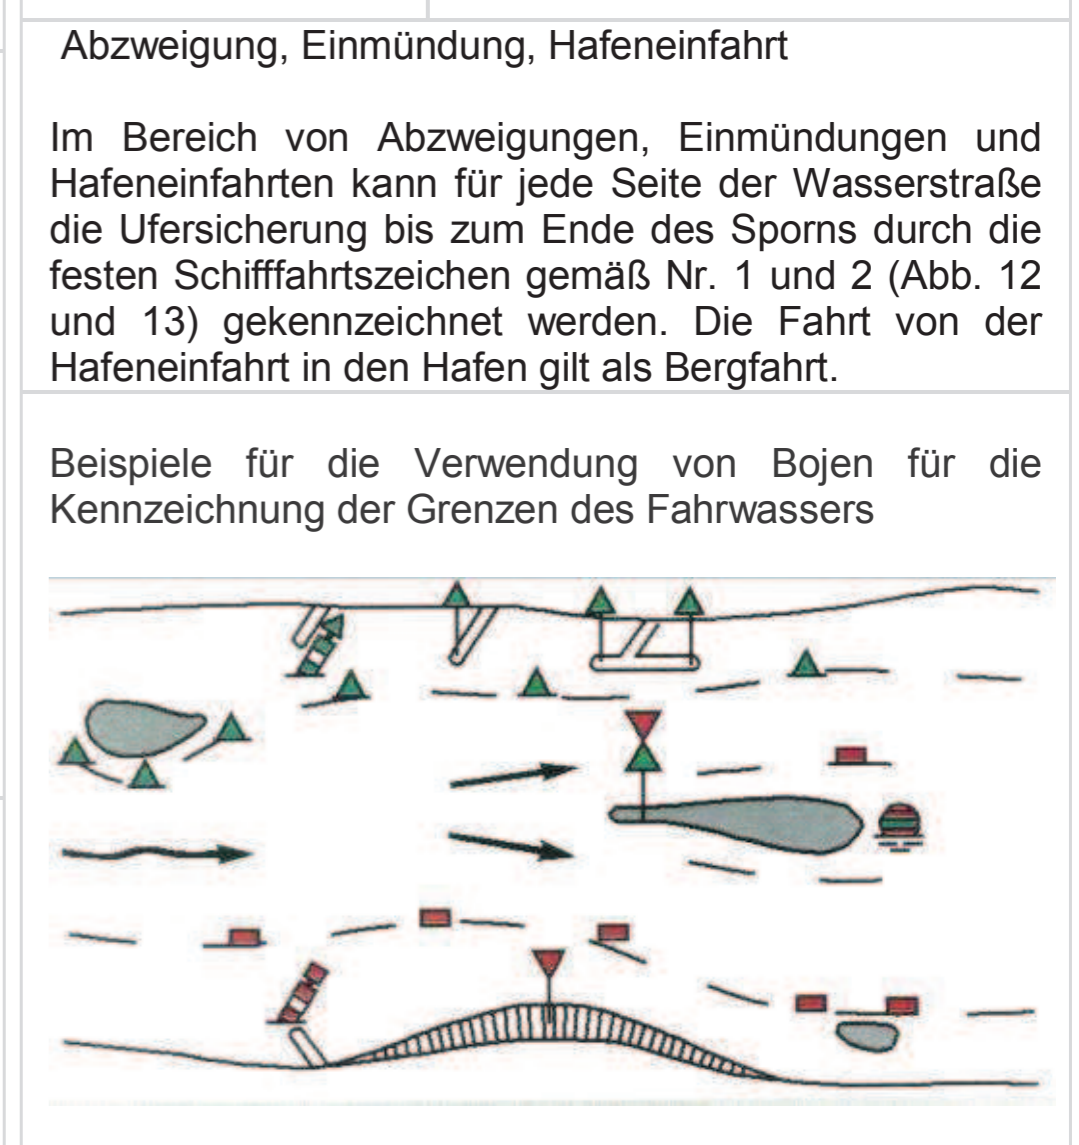 Abzweigung, Einmündung, Hafeneinfahrt
Im Bereich von Abzweigungen, Einmündungen und
Hafeneinfahrten kann für jede Seite der Wasserstraße
die Ufersicherung bis zum Ende des Sporns durch die
festen Schifffahrtszeichen gemäß Nr. 1 und 2 (Abb. 12
und 13) gekennzeichnet werden. Die Fahrt von der
Hafeneinfahrt in den Hafen gilt als Bergfahrt.
Beispiele für die Verwendung von Bojen für die
Kennzeichnung der Grenzen des Fahrwassers